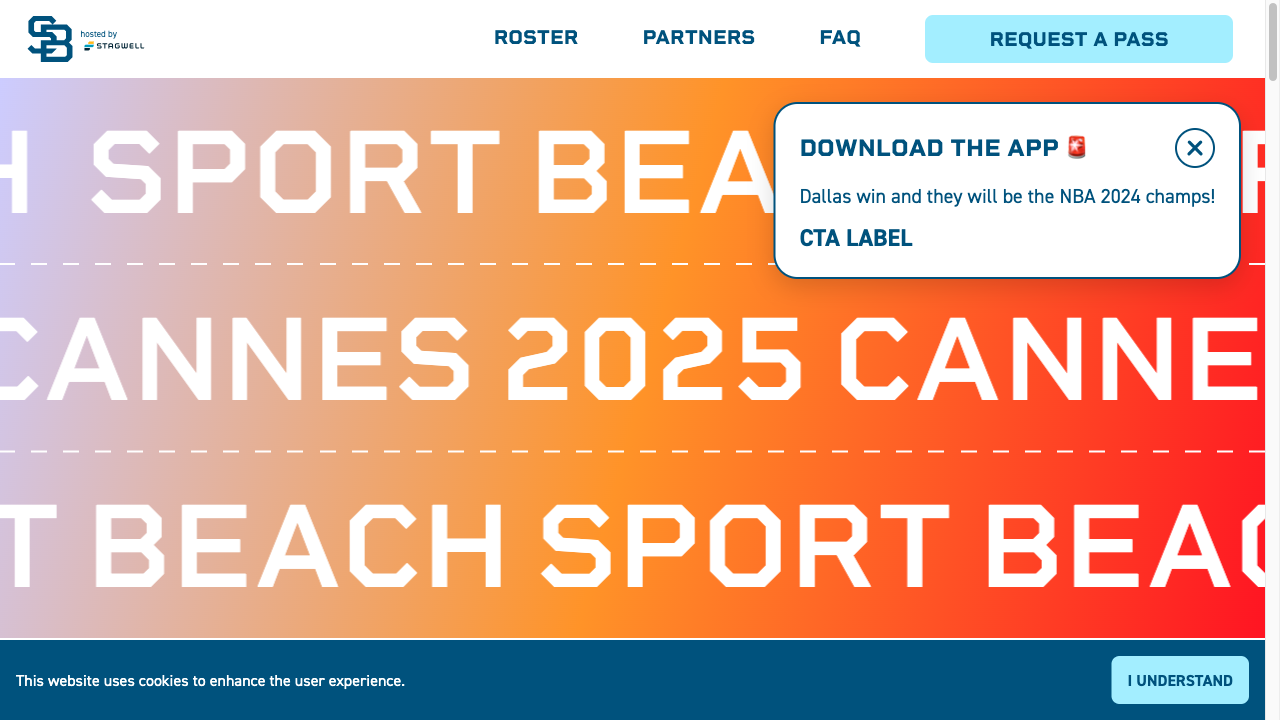 SB hosted by
STAGWELL
ROSTER
PARTNERS
FAQ
REQUEST A PASS
DOWNLOAD THE APP 🚨
Dallas win and they will be the NBA 2024 champs!
CTA LABEL
H SPORT BEA
CANNES 2025 CANNE
T BEACH SPORT BEAC
This website uses cookies to enhance the user experience.
I UNDERSTAND